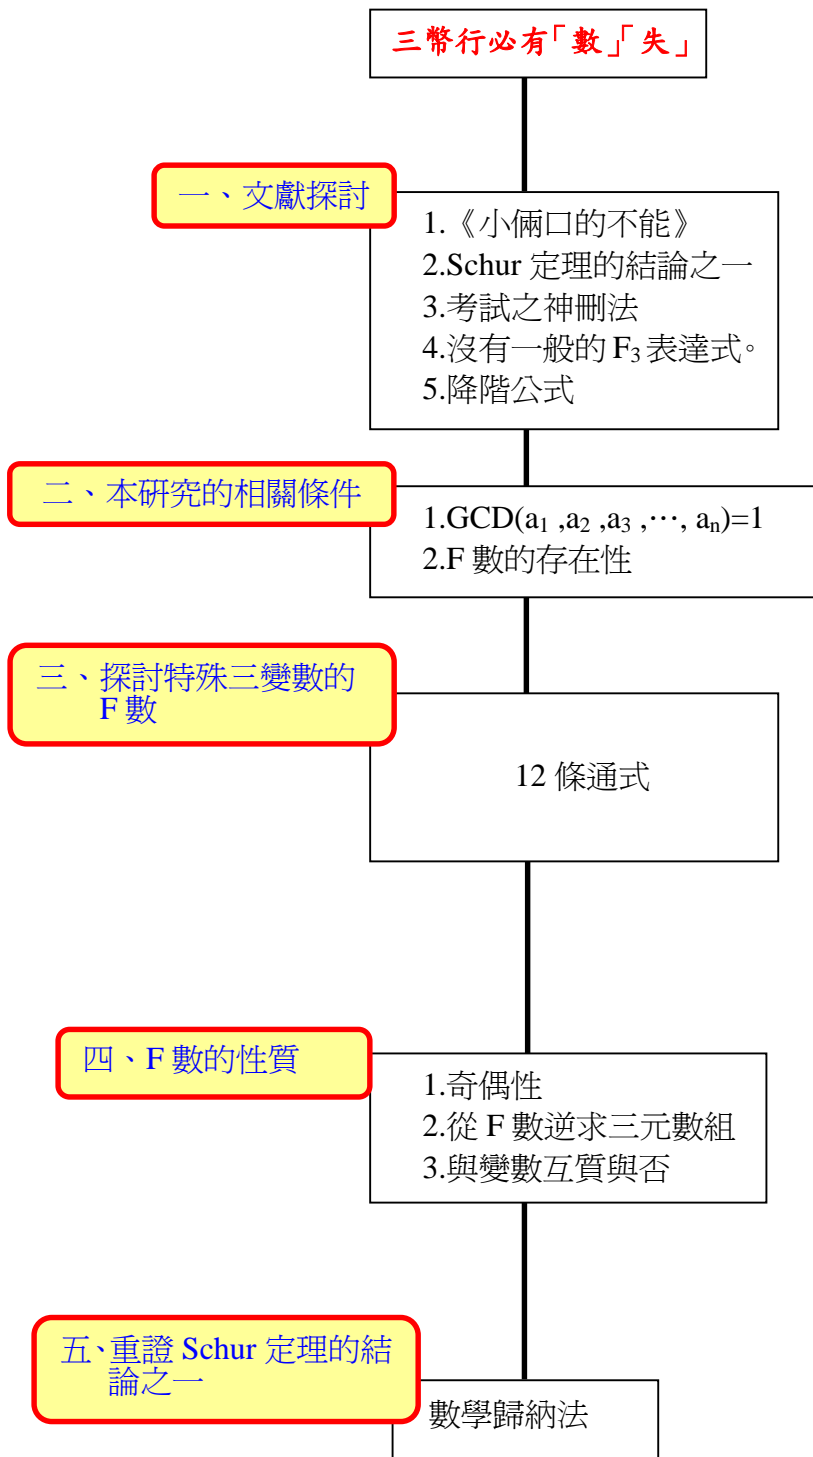 三幣行必有「數」「失」
一、文獻探討
1.《小倆口的不能》
2.Schur 定理的結論之一
3.考試之神刪法
4.沒有一般的 F₃ 表達式。
5.降階公式
二、本研究的相關條件
1.GCD(a₁ ,a₂ ,a₃ ,⋯, aₙ)=1
2.F 數的存在性
三、探討特殊三變數的
F 數
12 條通式
四、F 數的性質
1.奇偶性
2.從 F 數逆求三元數組
3.與變數互質與否
五、重證 Schur 定理的結
論之一
數學歸納法